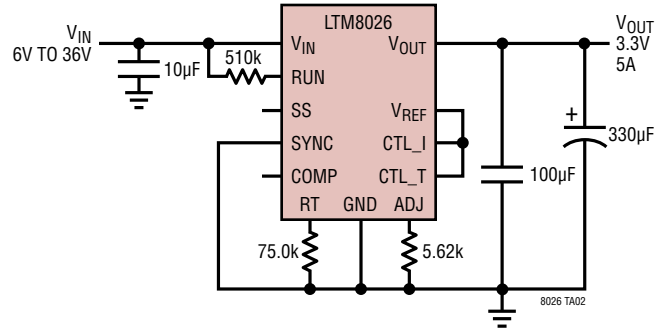 LTM8026
VIN
6V TO 36V
10µF
510k
VIN
RUN
SS
SYNC
COMP
RT
GND
ADJ
VOUT
VREF
CTL_I
CTL_T
VOUT
3.3V
5A
+
330µF
100µF
75.0k
5.62k
8026 TA02